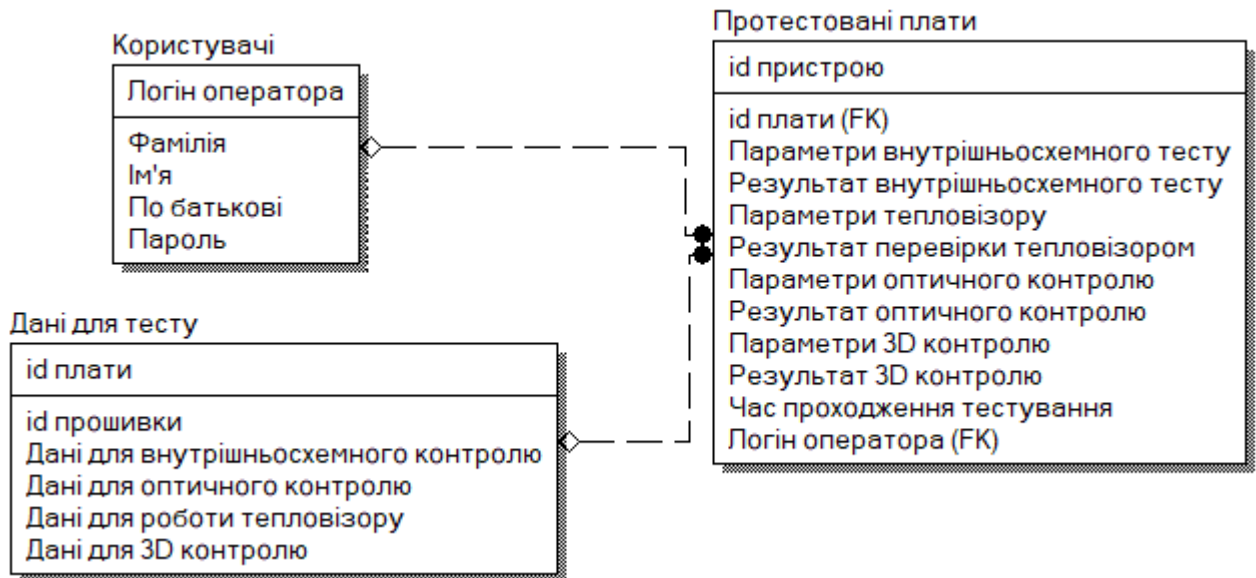 Користувачі
Логін оператора
Фамілія
Ім'я
По батькові
Пароль
Дані для тесту
id плати
id прошивки
Дані для внутрішньосхемного контролю
Дані для оптичного контролю
Дані для роботи тепловізору
Дані для 3D контролю
Протестовані плати
id пристрою
id плати (FK)
Параметри внутрішньосхемного тесту
Результат внутрішньосхемного тесту
Параметри тепловізору
Результат перевірки тепловізором
Параметри оптичного контролю
Результат оптичного контролю
Параметри 3D контролю
Результат 3D контролю
Час проходження тестування
Логін оператора (FK)